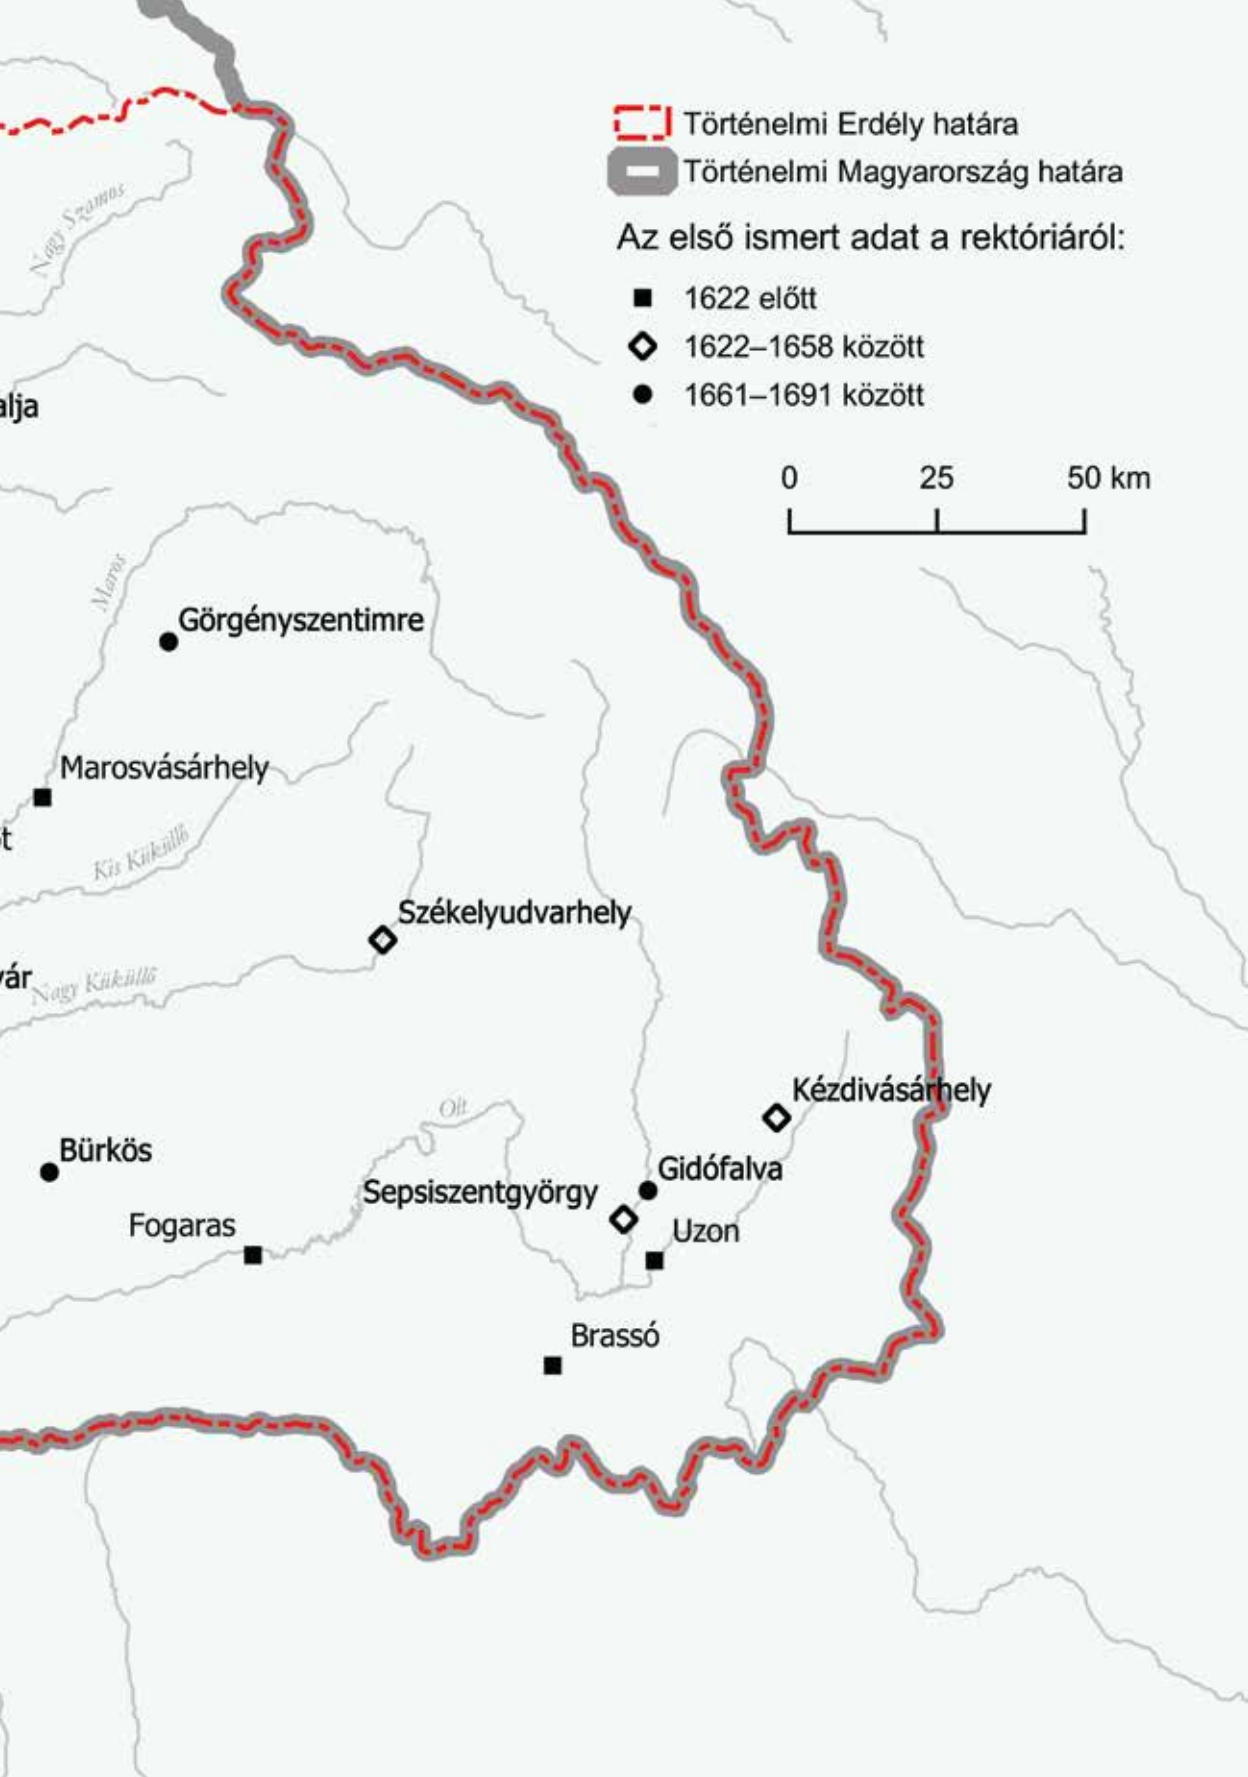 Történelmi Erdély határa
Történelmi Magyarország határa
Nagy Szamos
Az első ismert adat a rektóriáról:
1622 előtt
1622–1658 között
1661–1691 között
alja
0 25 50 km
Maros
Görgényszentimre
Marosvásárhely
t
Kis Küküllő
Székelyudvarhely
vár
Nagy Küküllő
Kézdivásárhely
Olt
Bürkös
Gidófalva
Sepsiszentgyörgy
Fogaras
Uzon
Brassó